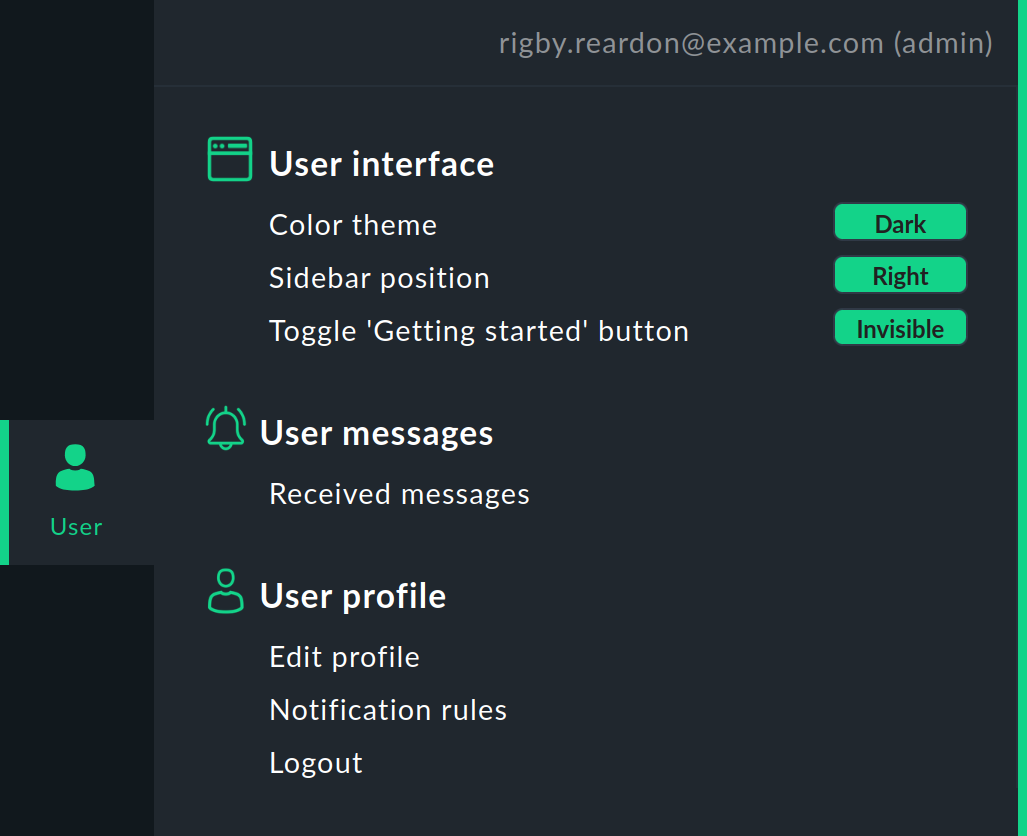 rigby.reardon@example.com (admin)
User interface
Color theme Dark
Sidebar position Right
Toggle 'Getting started' button Invisible
User messages
Received messages
User
User profile
Edit profile
Notification rules
Logout